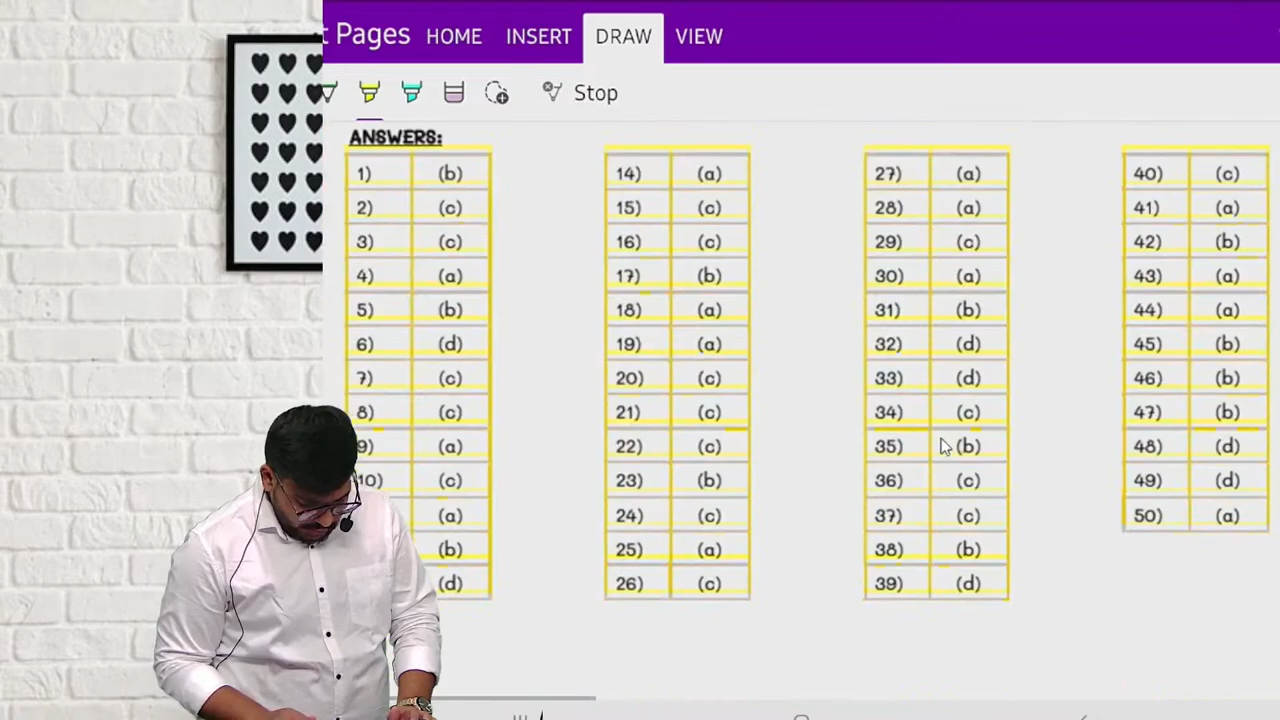 t Pages HOME INSERT DRAW VIEW
Stop
ANSWERS:
1) (b)
2) (c)
3) (c)
4) (a)
5) (b)
6) (d)
7) (c)
8) (c)
9) (a)
10) (c)
(a)
(b)
(d)
14) (a)
15) (c)
16) (c)
17) (b)
18) (a)
19) (a)
20) (c)
21) (c)
22) (c)
23) (b)
24) (c)
25) (a)
26) (c)
27) (a)
28) (a)
29) (c)
30) (a)
31) (b)
32) (d)
33) (d)
34) (c)
35) (b)
36) (c)
37) (c)
38) (b)
39) (d)
40) (c)
41) (a)
42) (b)
43) (a)
44) (a)
45) (b)
46) (b)
47) (b)
48) (d)
49) (d)
50) (a)